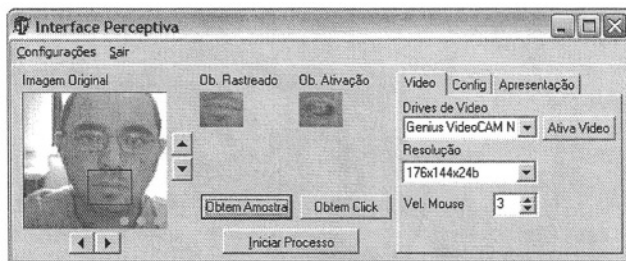 Interface Perceptiva
Configurações Sair
Imagem Original
Ob. Rastreado Ob. Ativação
Video Config Apresentação
Drives de Video
Genius VideoCAM N Ativa Video
Resolução
176x144x24b
Obtem Amostra Obtem Click Vel. Mouse 3
Iniciar Processo